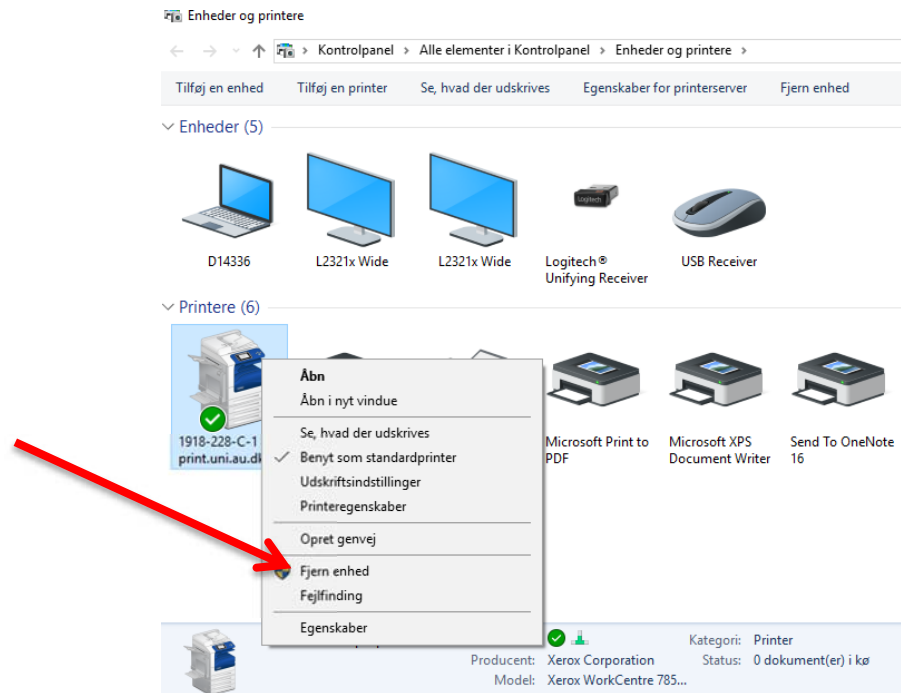 Enheder og printere
Kontrolpanel > Alle elementer i Kontrolpanel > Enheder og printere >
Tilføj en enhed Tilføj en printer Se, hvad der udskrives Egenskaber for printerserver Fjern enhed
Enheder (5)
D14336 L2321x Wide L2321x Wide Logitech® USB Receiver
Unifying Receiver
Logitech
Printere (6)
1918-228-C-1 Microsoft Print to Microsoft XPS Send To OneNote
print.uni.au.dk PDF Document Writer 16
Åbn
Åbn i nyt vindue
Se, hvad der udskrives
Benyt som standardprinter
Udskriftsindstillinger
Printeregenskaber
Opret genvej
Fjern enhed
Fejlfinding
Egenskaber
Kategori: Printer
Producent: Xerox Corporation Status: 0 dokument(er) i kø
Model: Xerox WorkCentre 785...